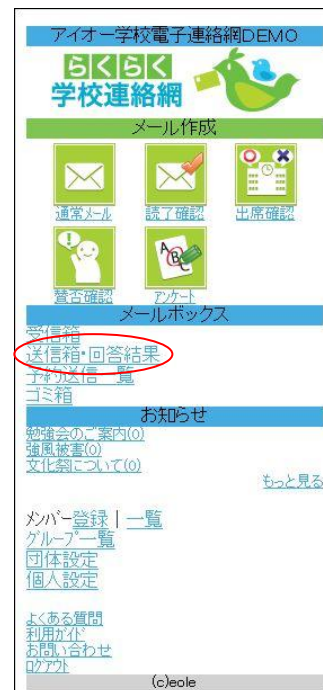 アイオー学校電子連絡網DEMO
らくらく
学校連絡網
メール作成
通常メール 読了確認 出席確認
賛否確認 アンケート
メールボックス
受信箱
送信箱・回答結果
予約送信一覧
ゴミ箱
お知らせ
勉強会のご案内(0)
強風被害(0)
文化祭について(0)
もっと見る
メンバー登録 | 一覧
グループ一覧
団体設定
個人設定
よくある質問
利用ガイド
お問い合わせ
ログアウト
(c)eole